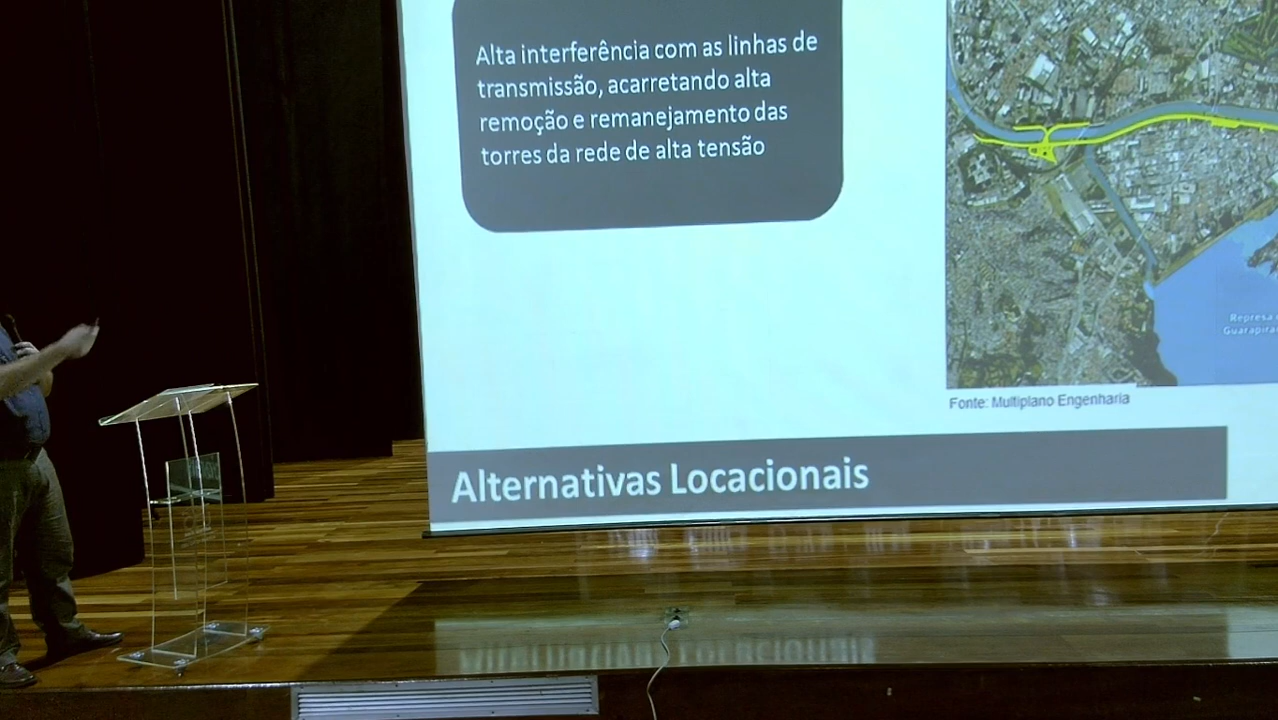 Alta interferência com as linhas de
transmissão, acarretando alta
remoção e remanejamento das
torres da rede de alta tensão
Represa
Guarapira
Fonte: Multiplano Engenharia
Alternativas Locacionais